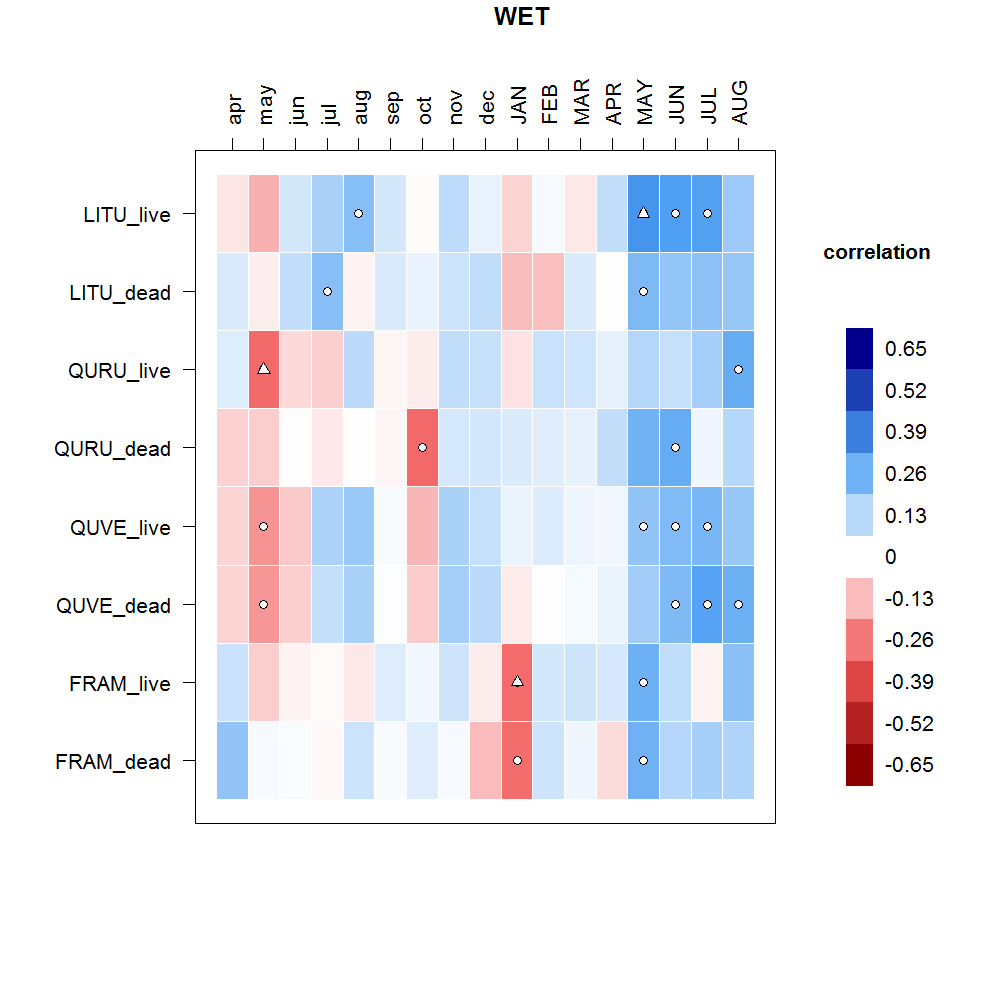 WET
apr may jun jul aug sep oct nov dec JAN FEB MAR APR MAY JUN JUL AUG
LITU_live
LITU_dead
QURU_live
QURU_dead
QUVE_live
QUVE_dead
FRAM_live
FRAM_dead
correlation
0.65
0.52
0.39
0.26
0.13
0
-0.13
-0.26
-0.39
-0.52
-0.65